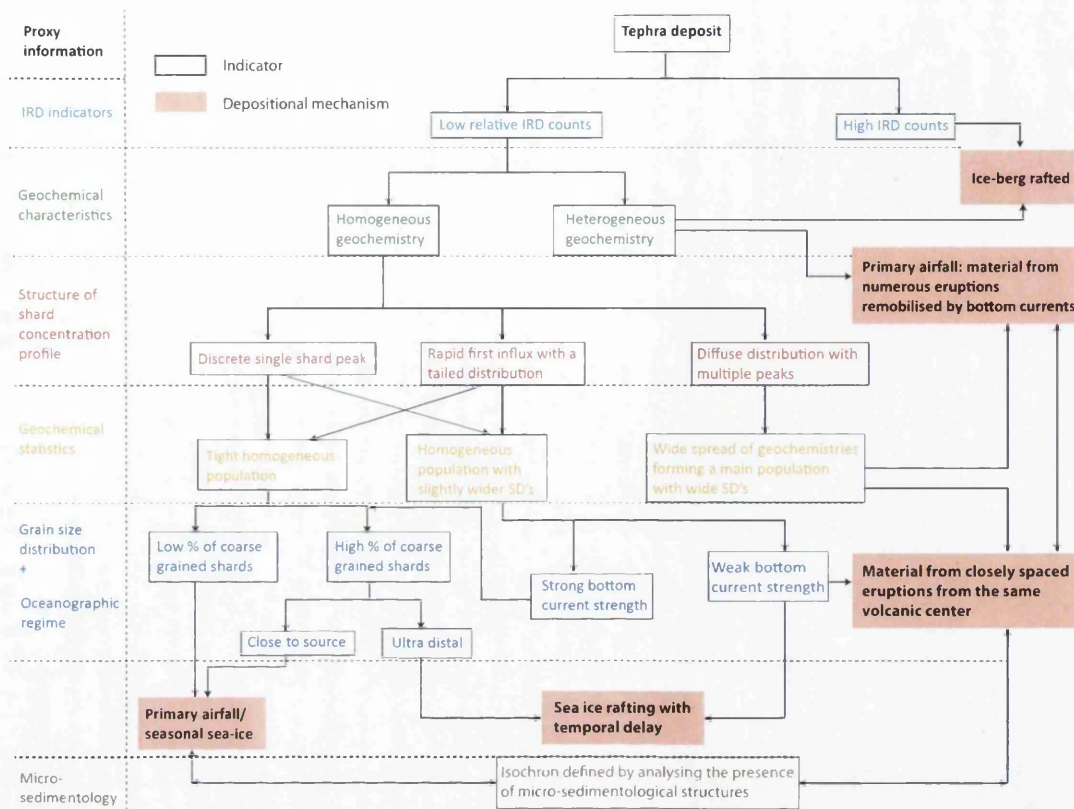 Proxy
information
Tephra deposit
Indicator
Depositional mechanism
IRD indicators
Low relative IRD counts
High IRD counts
Ice-berg rafted
Geochemical
characteristics
Homogeneous
geochemistry
Heterogeneous
geochemistry
Primary airfall: material from
numerous eruptions
remobilised by bottom currents
Structure of
shard
concentration
profile
Discrete single shard peak
Rapid first influx with a
tailed distribution
Diffuse distribution with
multiple peaks
Geochemical
statistics
Tight homogeneous
population
Homogeneous
population with
slightly wider SD's
Wide spread of geochemistries
forming a main population
with wide SD's
Grain size
distribution
+
Oceanographic
regime
Low % of coarse
grained shards
High % of coarse
grained shards
Strong bottom
current strength
Weak bottom
current strength
Material from closely spaced
eruptions from the same
volcanic center
Close to source
Ultra distal
Primary airfall/
seasonal sea-ice
Sea ice rafting with
temporal delay
Micro-
sedimentology
Isochron defined by analysing the presence
of micro-sedimentological structures